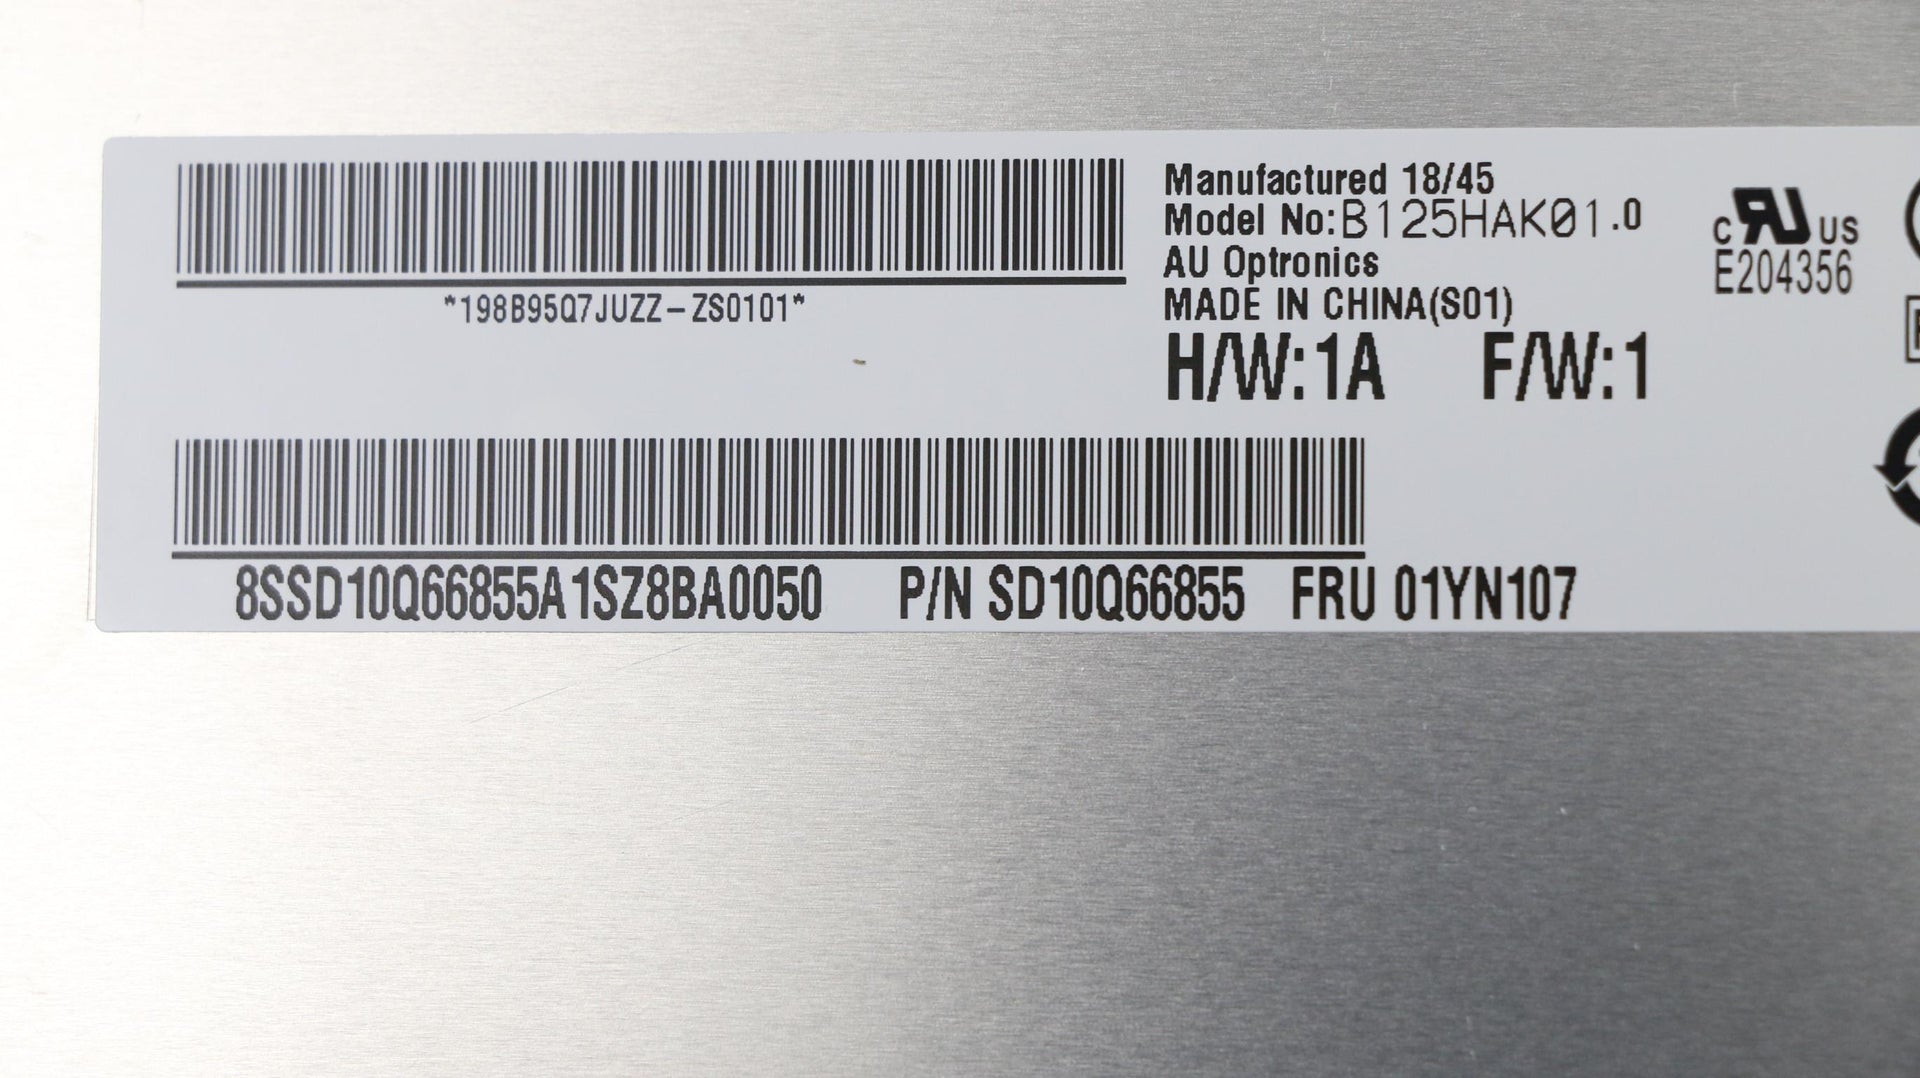 *198B95Q7JUZZ-ZS0101*
Manufactured 18/45
Model No:B125HAK01.0
AU Optronics
MADE IN CHINA(S01)
H/W:1A F/W:1
c RU US
E204356
8SSD10Q66855A1SZ8BA0050 P/N SD10Q66855 FRU 01YN107